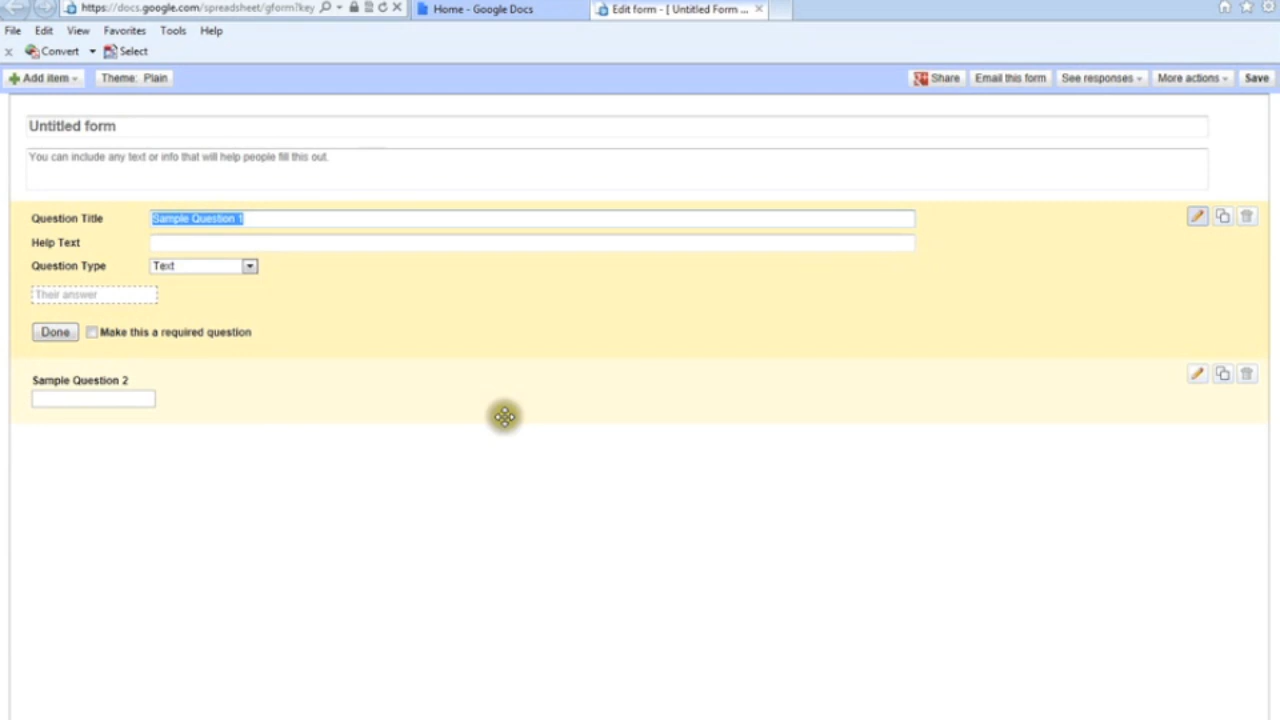 https://docs.google.com/spreadsheet/gform?key
Home - Google Docs
Edit form - [ Untitled Form ...
File Edit View Favorites Tools Help
x Convert Select
Add item Theme: Plain Share Email this form See responses More actions Save
Untitled form
You can include any text or info that will help people fill this out.
Question Title Sample Question 1
Help Text
Question Type Text
Their answer
Done Make this a required question
Sample Question 2